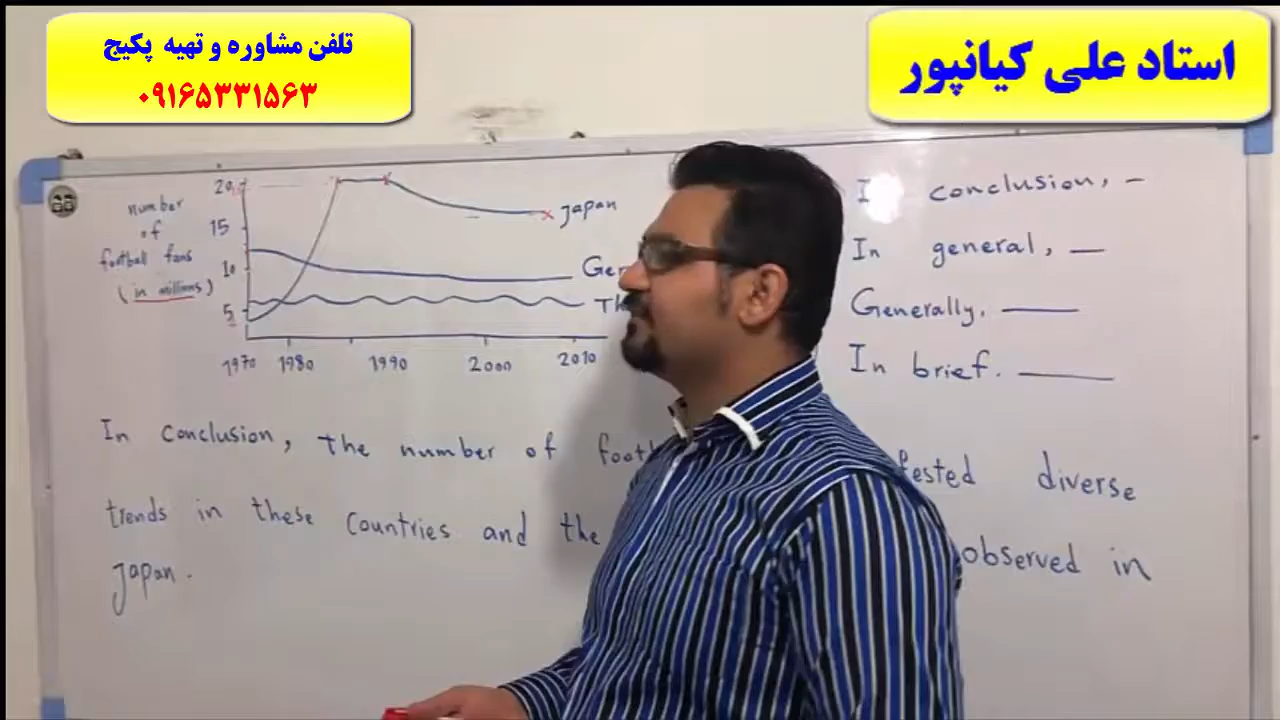 تلفن مشاوره و تهیه پکیج
۰۹۱۶۵۳۳۱۵۶۳
استاد علی کیانپور
number
of
football fans
(in millions)
20
15
10
5
1970 1980 1990 2000 2010
Japan
In conclusion,
In general,
Generally,
In brief.
In conclusion, the number of diverse
trends in these countries and the observed in
Japan.